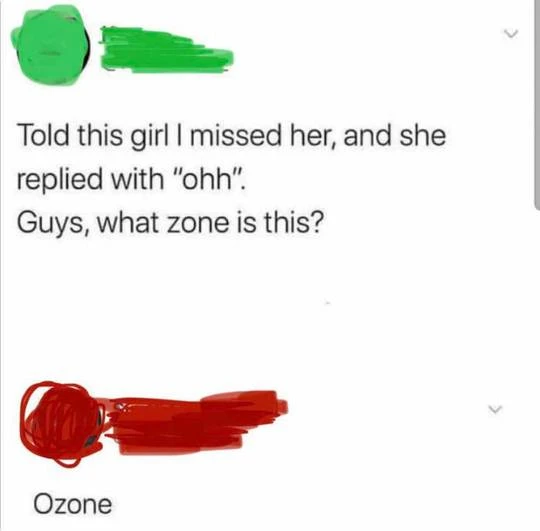 Told this girl I missed her, and she
replied with "ohh".
Guys, what zone is this?
Ozone